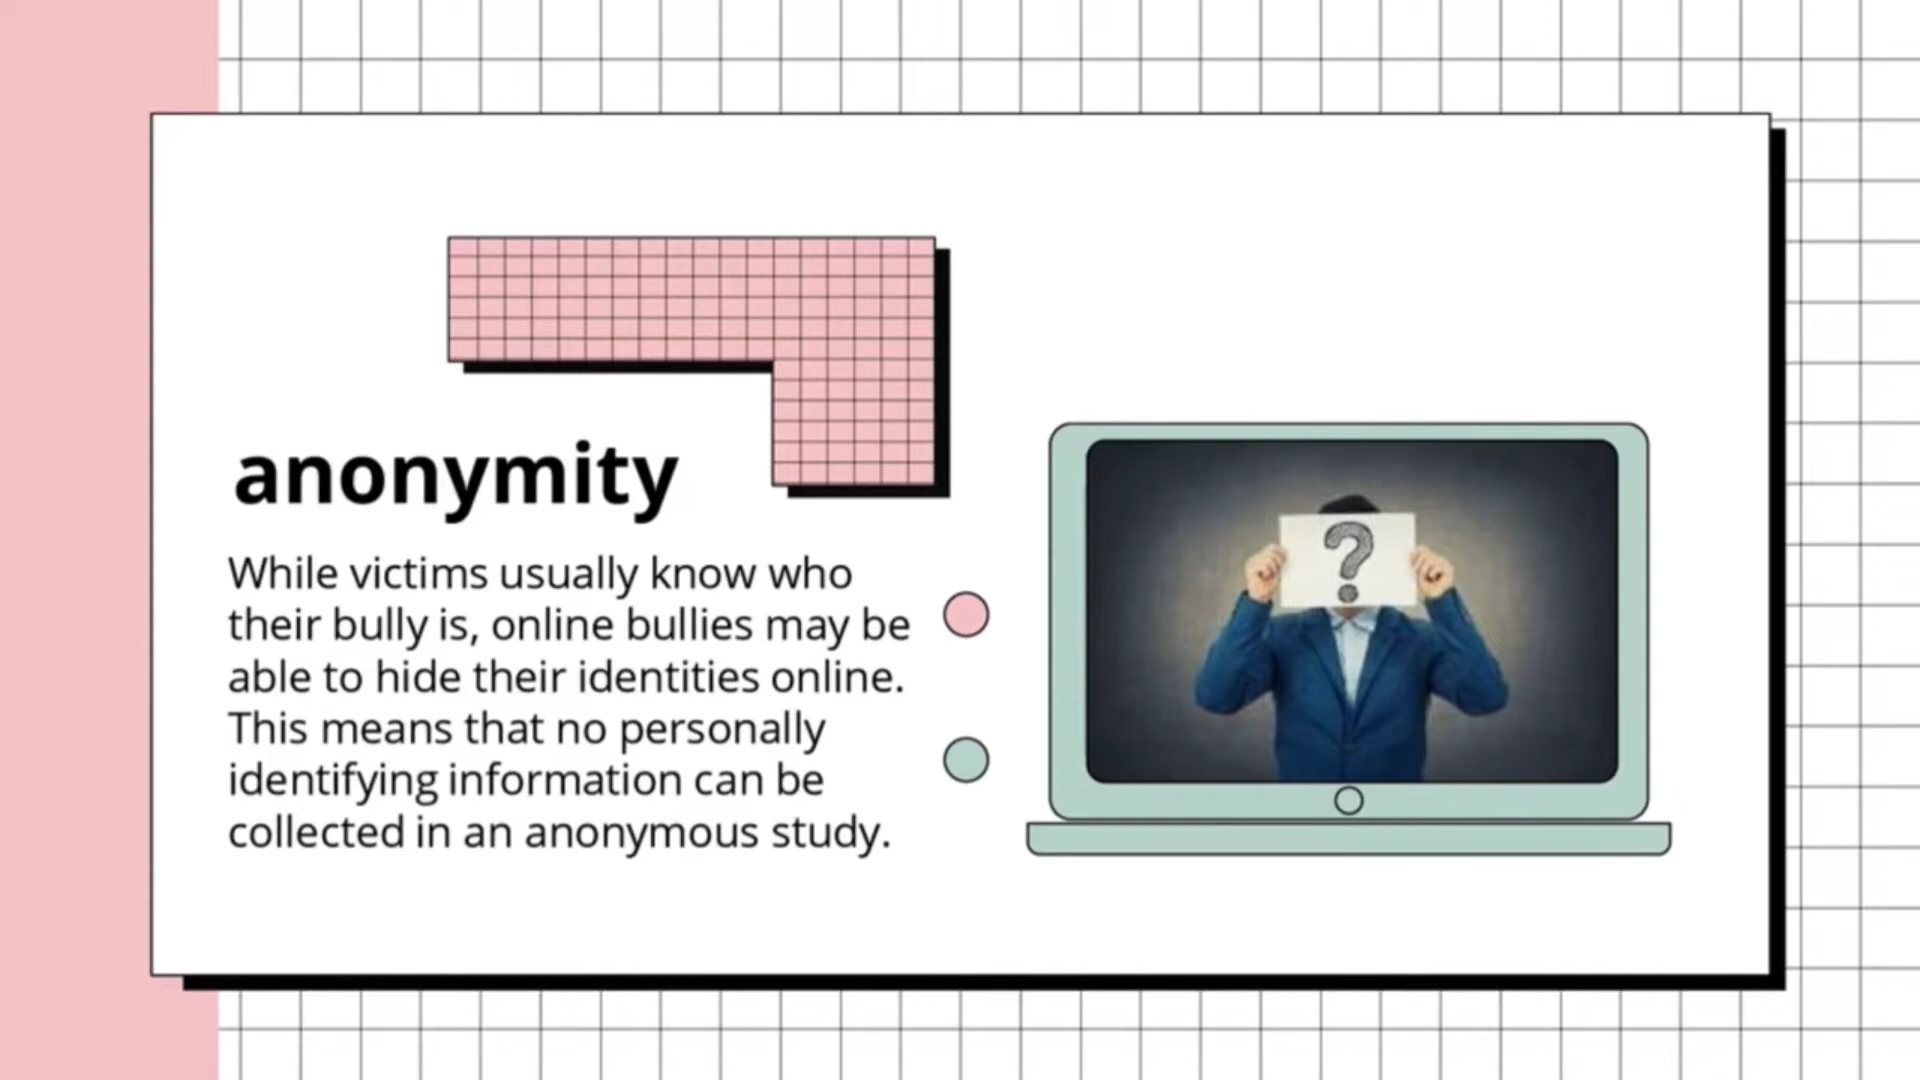 anonymity
While victims usually know who
their bully is, online bullies may be
able to hide their identities online.
This means that no personally
identifying information can be
collected in an anonymous study.
?